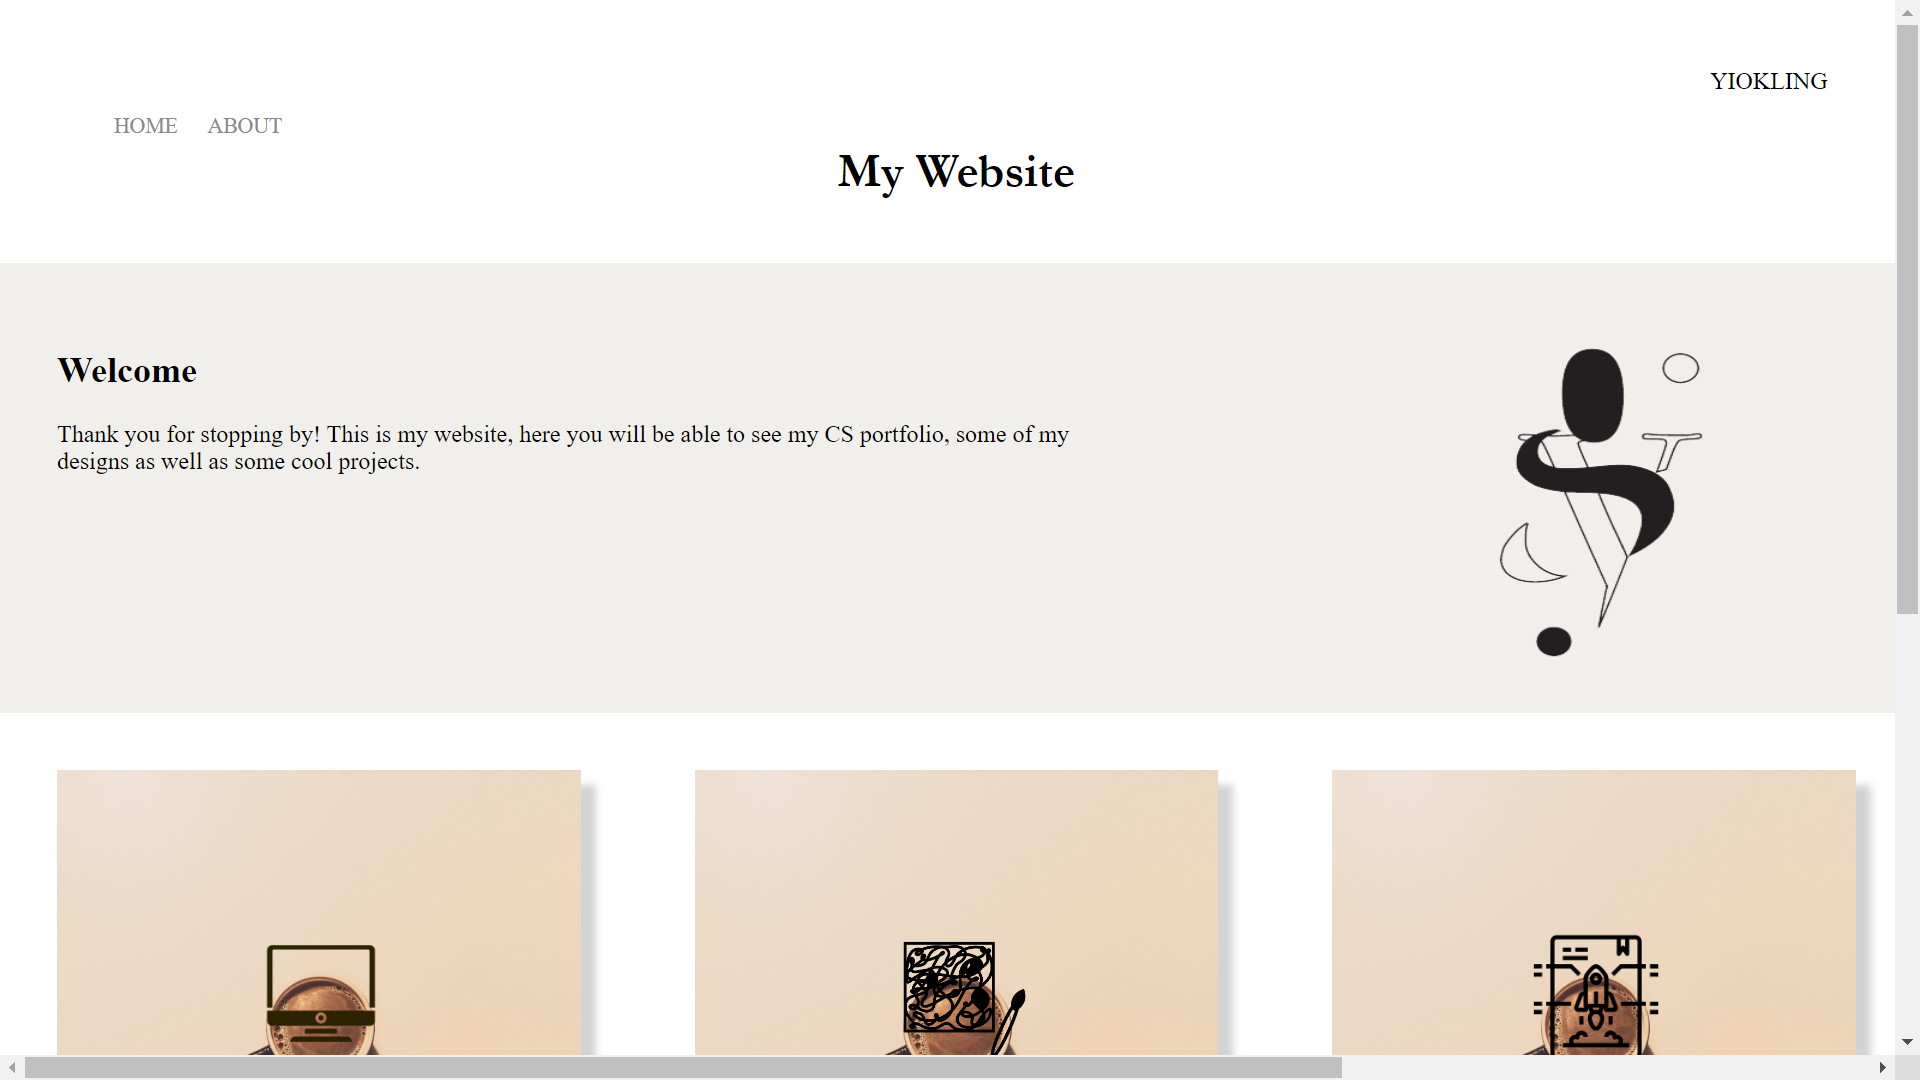 YIOKLING
HOME ABOUT
My Website
Welcome
Thank you for stopping by! This is my website, here you will be able to see my CS portfolio, some of my
designs as well as some cool projects.